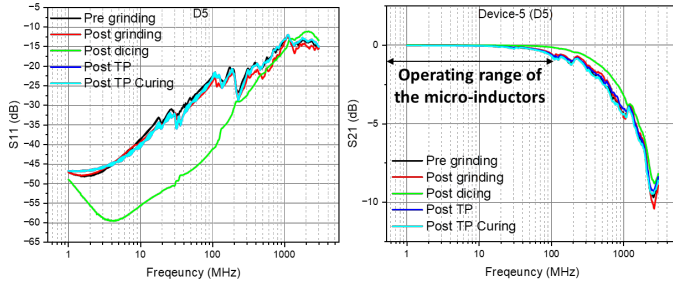 D5
-5
-10
-15
-20
-25
-30
-35
-40
-45
-50
-55
-60
-65
S11 (dB)
Pre grinding
Post grinding
Post dicing
Post TP
Post TP Curing
1
10
100
1000
Freqeuncy (MHz)
Device-5 (D5)
0
-5
-10
S21 (dB)
Operating range of
the micro-inductors
Pre grinding
Post grinding
Post dicing
Post TP
Post TP Curing
1
10
100
1000
Freqeuncy (MHz)